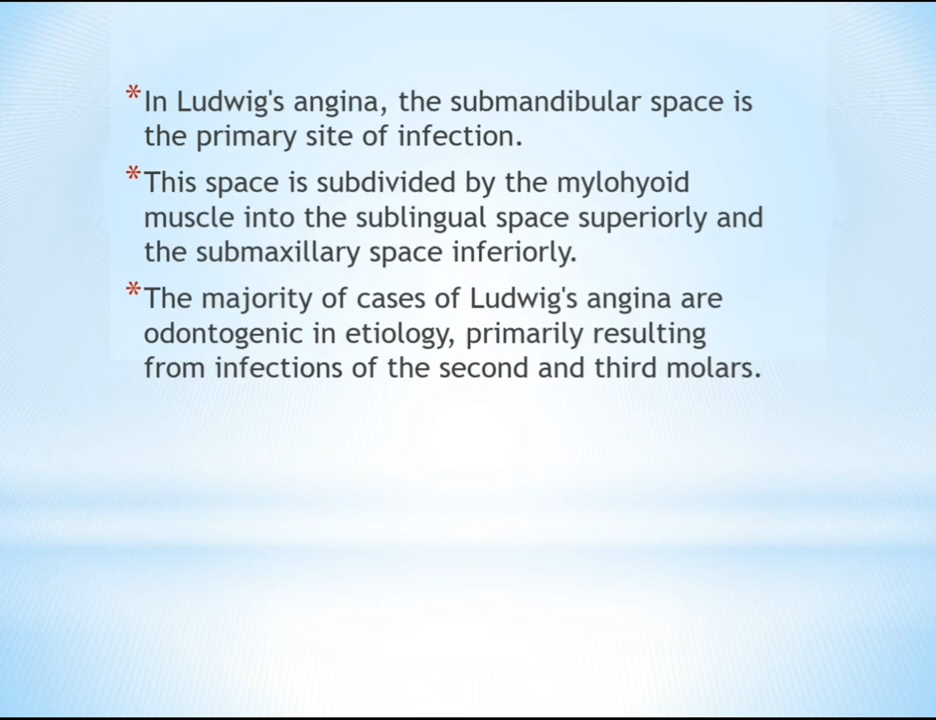 *In Ludwig's angina, the submandibular space is
the primary site of infection.
*This space is subdivided by the mylohyoid
muscle into the sublingual space superiorly and
the submaxillary space inferiorly.
*The majority of cases of Ludwig's angina are
odontogenic in etiology, primarily resulting
from infections of the second and third molars.